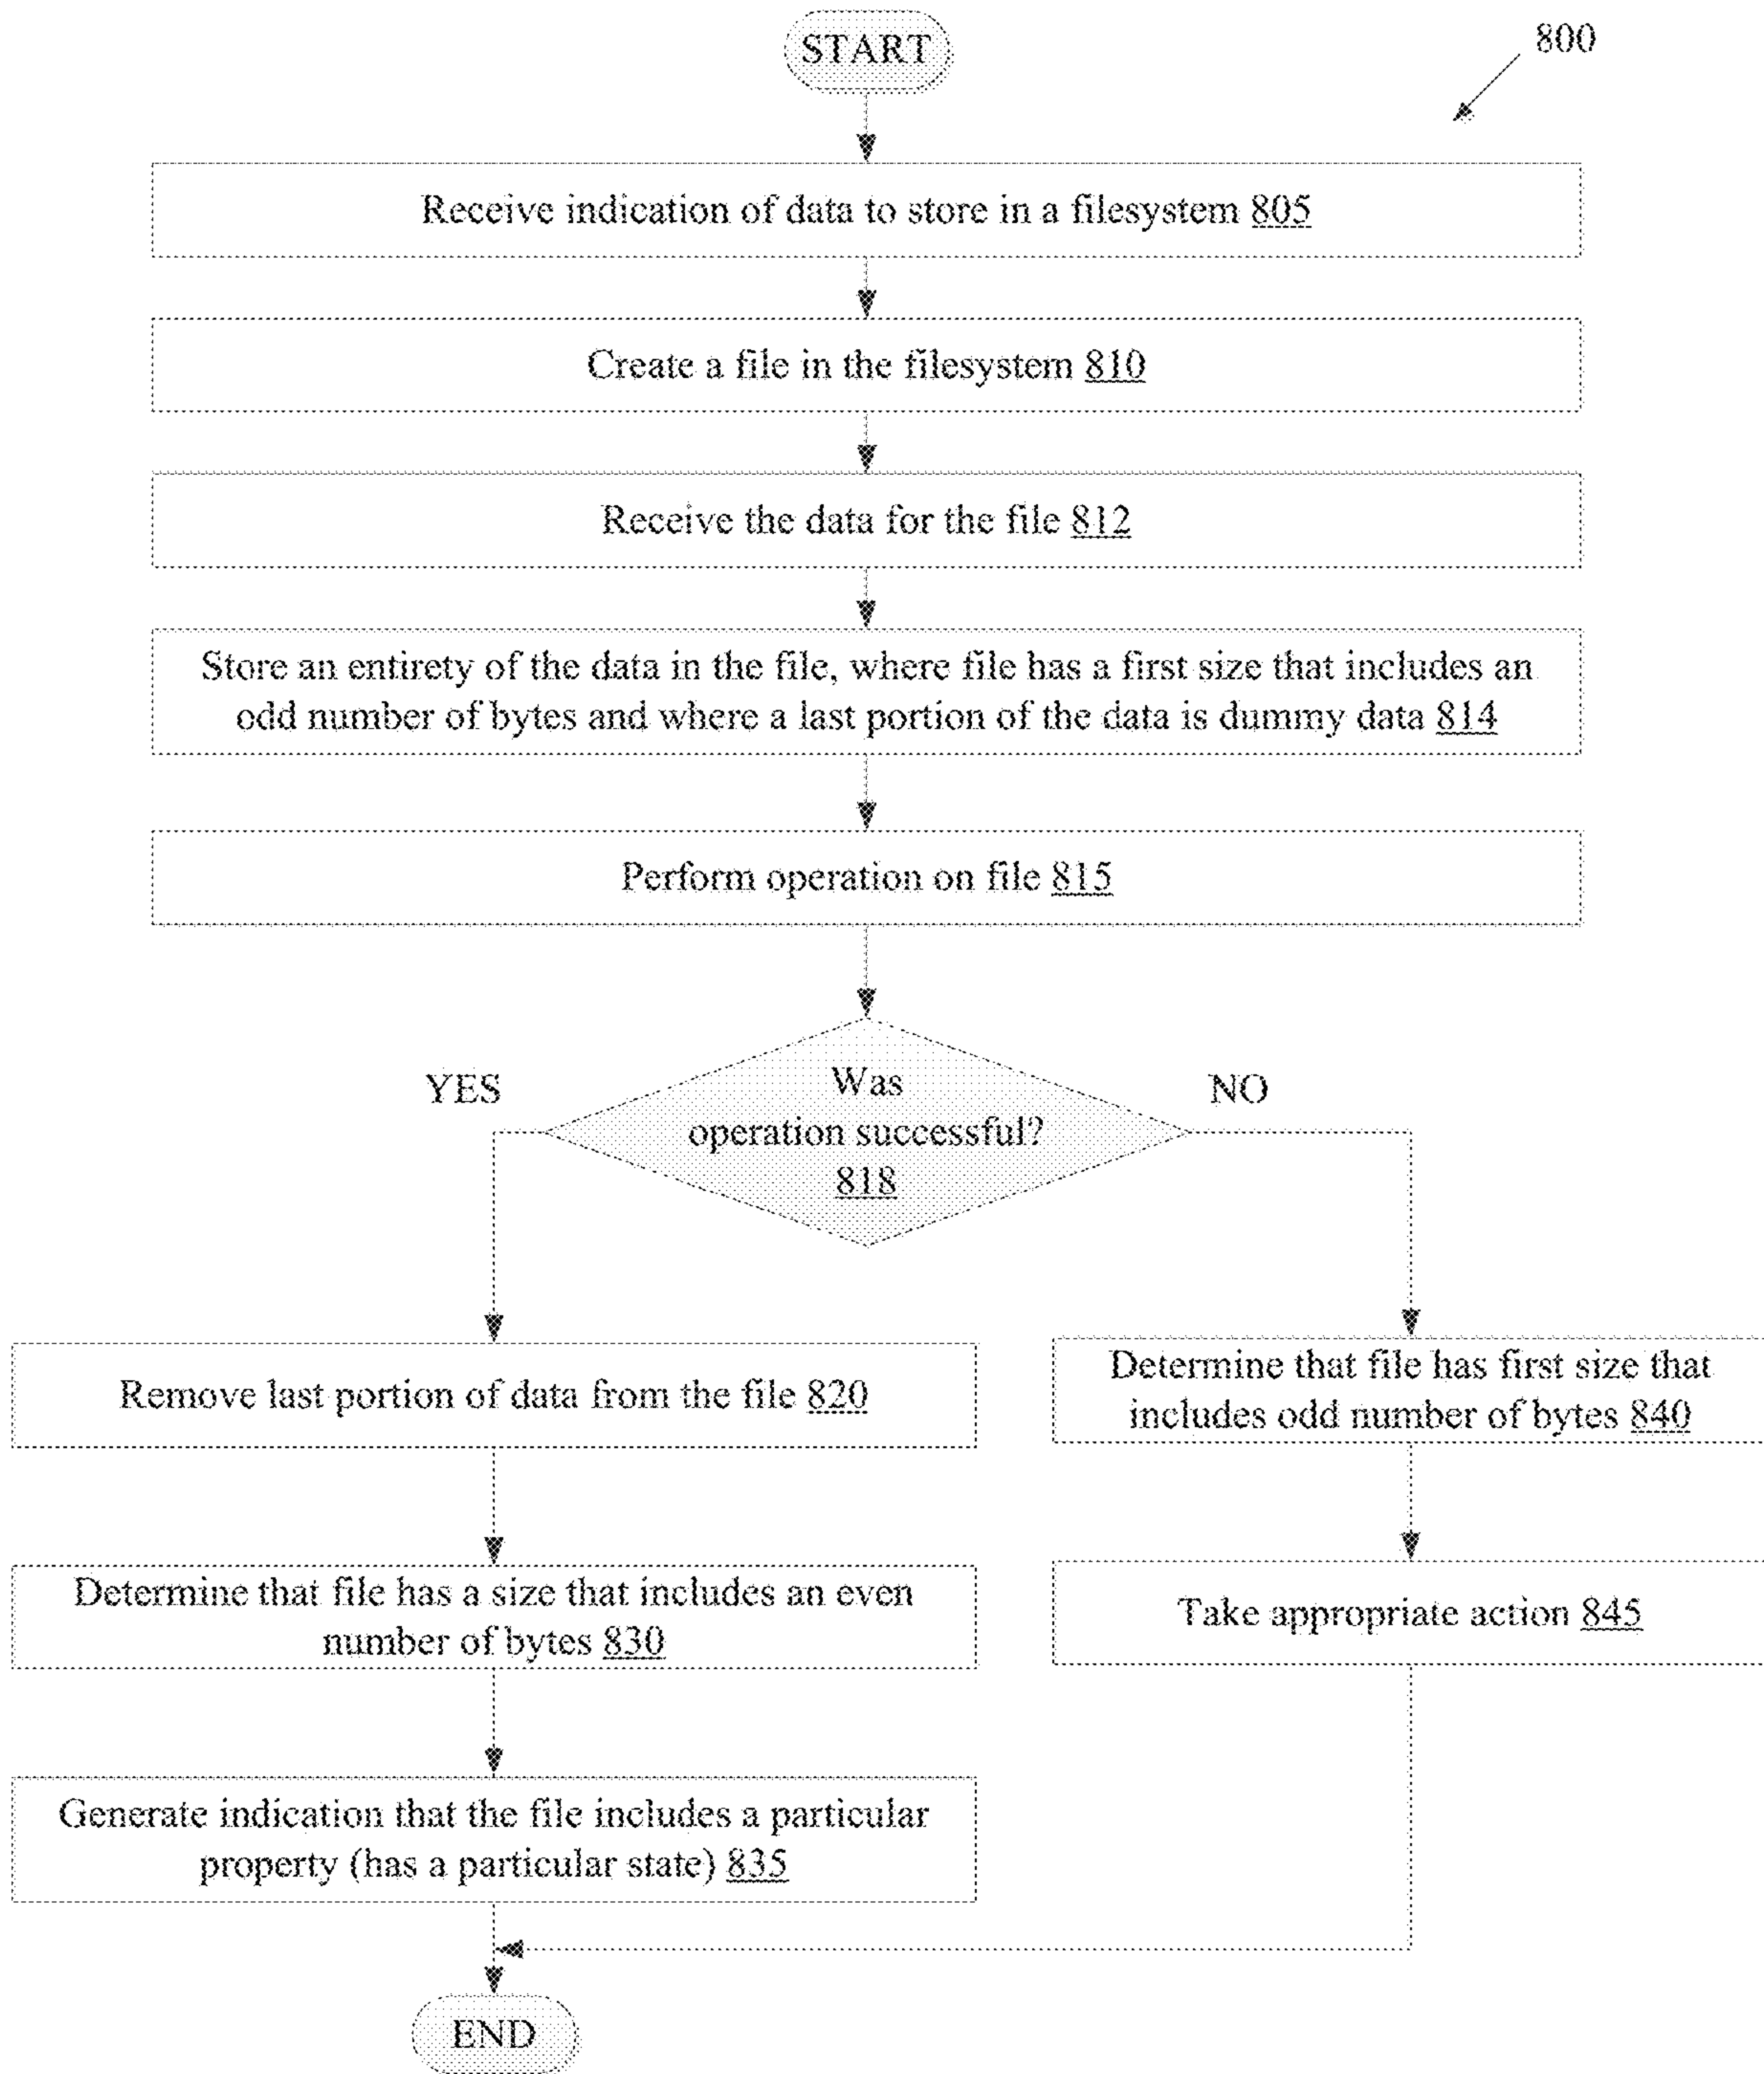 START
800
Receive indication of data to store in a filesystem 805
Create a file in the filesystem 810
Receive the data for the file 812
Store an entirety of the data in the file, where file has a first size that includes an
odd number of bytes and where a last portion of the data is dummy data 814
Perform operation on file 815
YES
Was
operation successful?
818
NO
Remove last portion of data from the file 820
Determine that file has first size that
includes odd number of bytes 840
Determine that file has a size that includes an even
number of bytes 830
Take appropriate action 845
Generate indication that the file includes a particular
property (has a particular state) 835
END